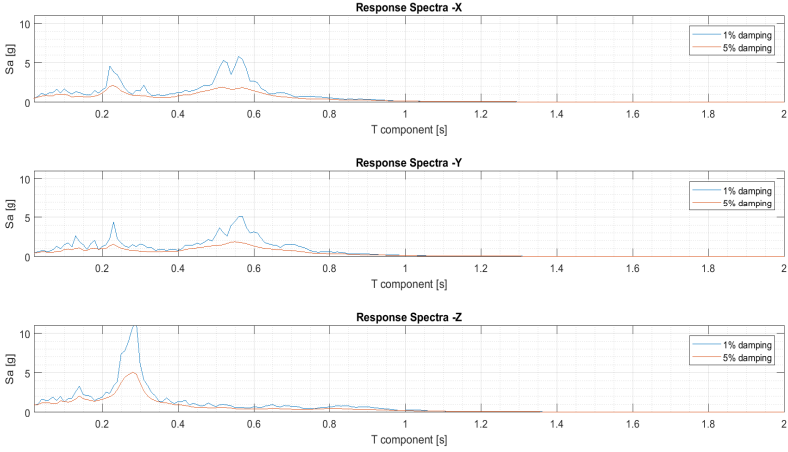 Response Spectra -X
10
5
0
Sa [g]
1% damping
5% damping
0.2 0.4 0.6 0.8 1 1.2 1.4 1.6 1.8 2
T component [s]
Response Spectra -Y
10
5
0
Sa [g]
1% damping
5% damping
0.2 0.4 0.6 0.8 1 1.2 1.4 1.6 1.8 2
T component [s]
Response Spectra -Z
10
5
0
Sa [g]
1% damping
5% damping
0.2 0.4 0.6 0.8 1 1.2 1.4 1.6 1.8 2
T component [s]